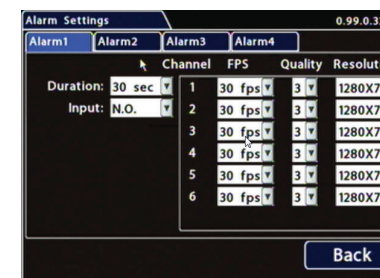 Alarm Settings 0.99.0.3
Alarm1 Alarm2 Alarm3 Alarm4
Channel FPS Quality Resolut
Duration: 30 sec 1 30 fps 3 1280X7
Input: N.O. 2 30 fps 3 1280X7
3 30 fps 3 1280X7
4 30 fps 3 1280X7
5 30 fps 3 1280X7
6 30 fps 3 1280X7
Back